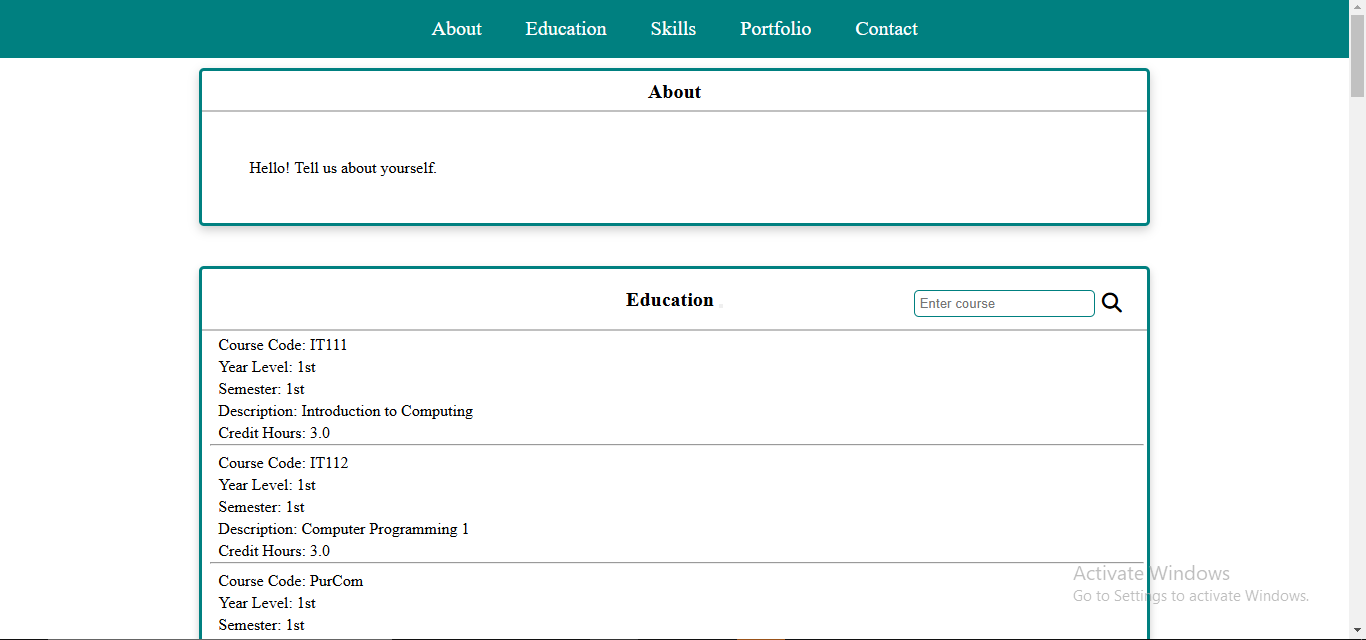 About Education Skills Portfolio Contact
About
Hello! Tell us about yourself.
Education
Enter course
Course Code: IT111
Year Level: 1st
Semester: 1st
Description: Introduction to Computing
Credit Hours: 3.0
Course Code: IT112
Year Level: 1st
Semester: 1st
Description: Computer Programming 1
Credit Hours: 3.0
Course Code: PurCom
Year Level: 1st
Semester: 1st
Activate Windows
Go to Settings to activate Windows.